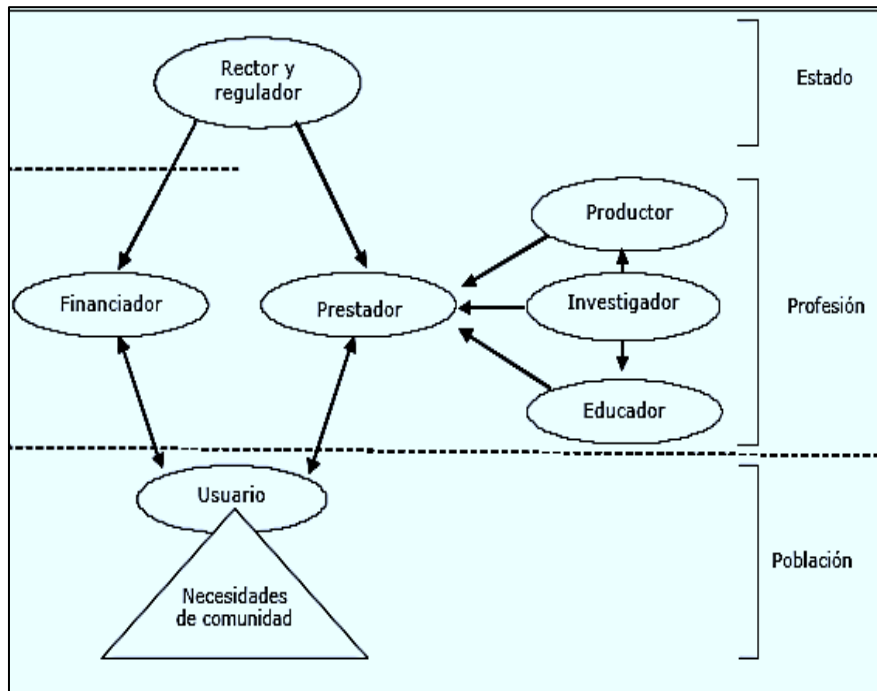 Rector y
regulador
Estado
Productor
Financiador
Prestador
Investigador
Profesión
Educador
Usuario
Población
Necesidades
de comunidad